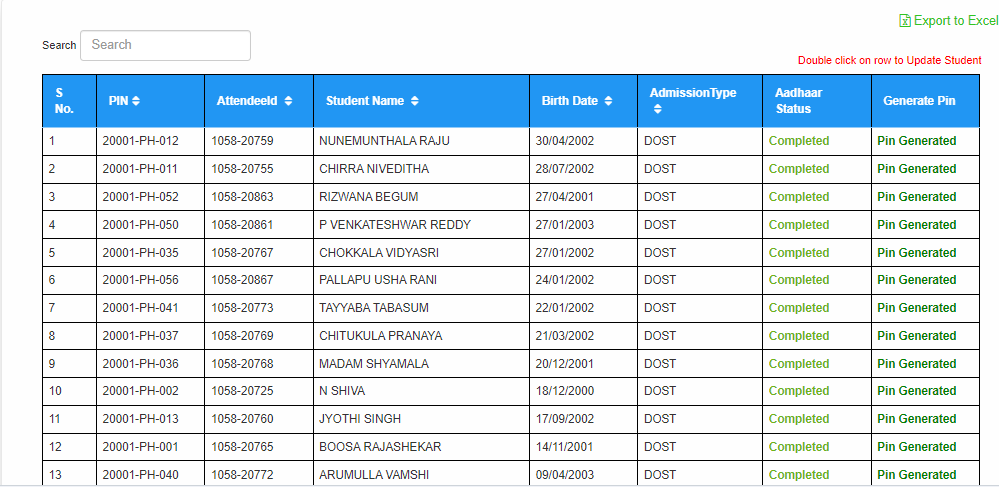 Export to Excel
Search Search
Double click on row to Update Student
S No. PIN AttendeeId Student Name Birth Date AdmissionType Aadhaar Status Generate Pin
1 20001-PH-012 1058-20759 NUNEMUNTHALA RAJU 30/04/2002 DOST Completed Pin Generated
2 20001-PH-011 1058-20755 CHIRRA NIVEDITHA 28/07/2002 DOST Completed Pin Generated
3 20001-PH-052 1058-20863 RIZWANA BEGUM 27/04/2001 DOST Completed Pin Generated
4 20001-PH-050 1058-20861 P VENKATESHWAR REDDY 27/01/2003 DOST Completed Pin Generated
5 20001-PH-035 1058-20767 CHOKKALA VIDYASRI 27/01/2002 DOST Completed Pin Generated
6 20001-PH-056 1058-20867 PALLAPU USHA RANI 24/01/2002 DOST Completed Pin Generated
7 20001-PH-041 1058-20773 TAYYABA TABASUM 22/01/2002 DOST Completed Pin Generated
8 20001-PH-037 1058-20769 CHITUKULA PRANAYA 21/03/2002 DOST Completed Pin Generated
9 20001-PH-036 1058-20768 MADAM SHYAMALA 20/12/2001 DOST Completed Pin Generated
10 20001-PH-002 1058-20725 N SHIVA 18/12/2000 DOST Completed Pin Generated
11 20001-PH-013 1058-20760 JYOTHI SINGH 17/09/2002 DOST Completed Pin Generated
12 20001-PH-001 1058-20765 BOOSA RAJASHEKAR 14/11/2001 DOST Completed Pin Generated
13 20001-PH-040 1058-20772 ARUMULLA VAMSHI 09/04/2003 DOST Completed Pin Generated